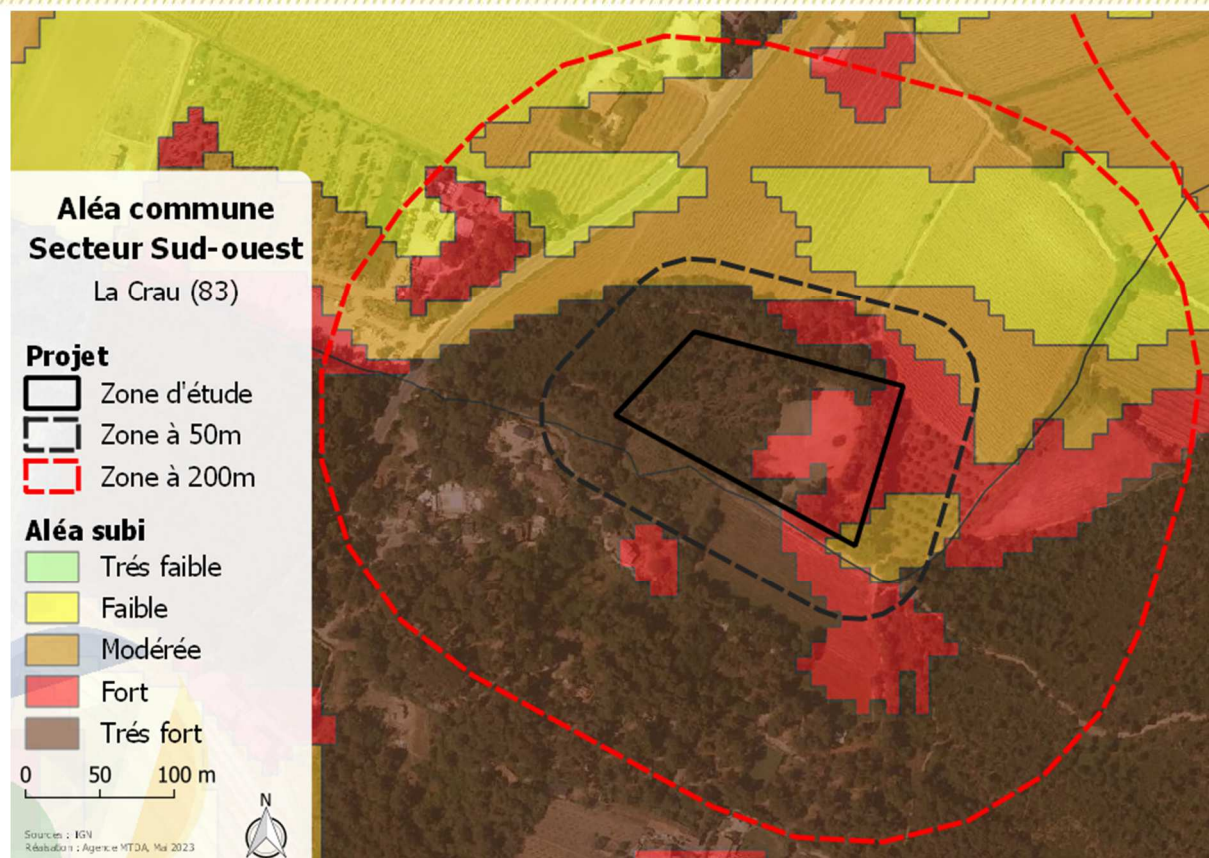 Aléa commune
Secteur Sud-ouest
La Crau (83)
Projet
Zone d'étude
Zone à 50m
Zone à 200m
Aléa subi
Trés faible
Faible
Modérée
Fort
Trés fort
0 50 100 m
N
Sources : IGN
Réalisation : Agence MTDA, Mai 2023